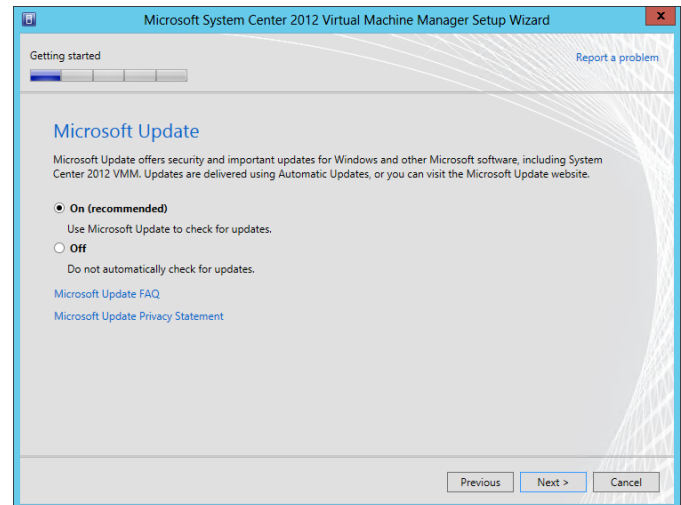 Microsoft System Center 2012 Virtual Machine Manager Setup Wizard
x
Getting started
Report a problem
Microsoft Update
Microsoft Update offers security and important updates for Windows and other Microsoft software, including System
Center 2012 VMM. Updates are delivered using Automatic Updates, or you can visit the Microsoft Update website.
On (recommended)
Use Microsoft Update to check for updates.
Off
Do not automatically check for updates.
Microsoft Update FAQ
Microsoft Update Privacy Statement
Previous Next > Cancel